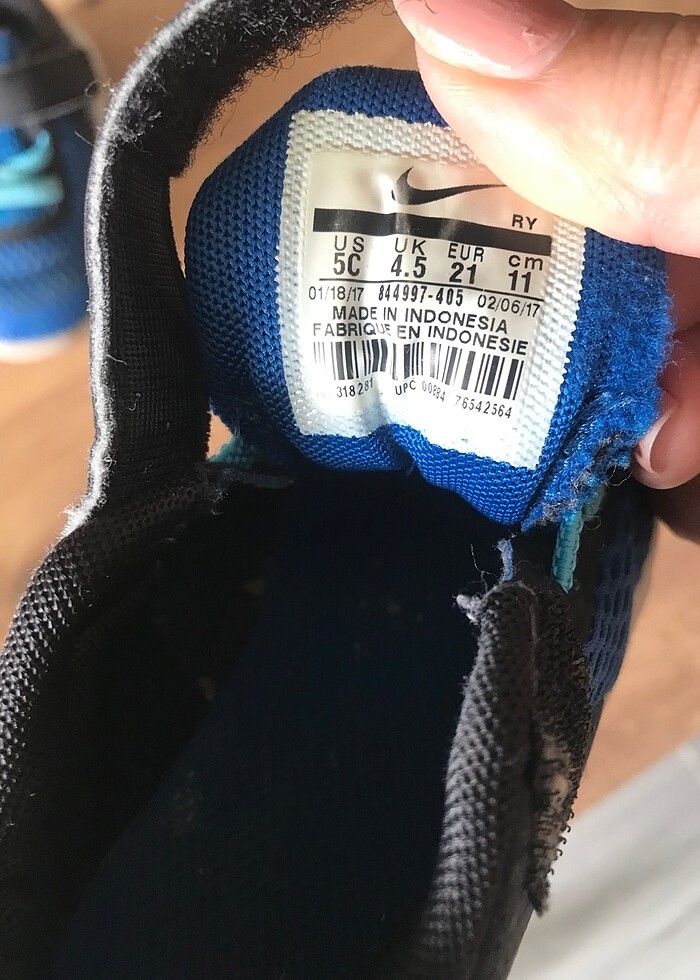 RY
US UK EUR cm
5C 4.5 21 11
01/18/17 844997-405 02/06/17
MADE IN INDONESIA
FABRIQUE EN INDONESIE
318281 UPC 00884 76542564